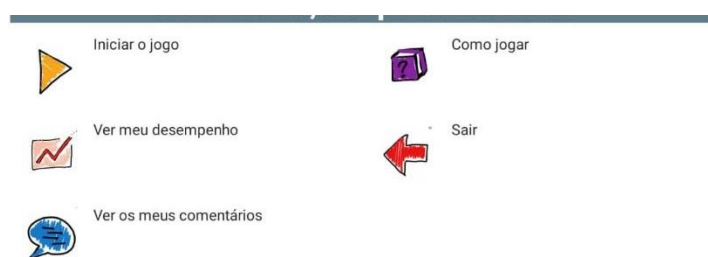 Iniciar o jogo
Como jogar
?
Ver meu desempenho
Sair
Ver os meus comentários